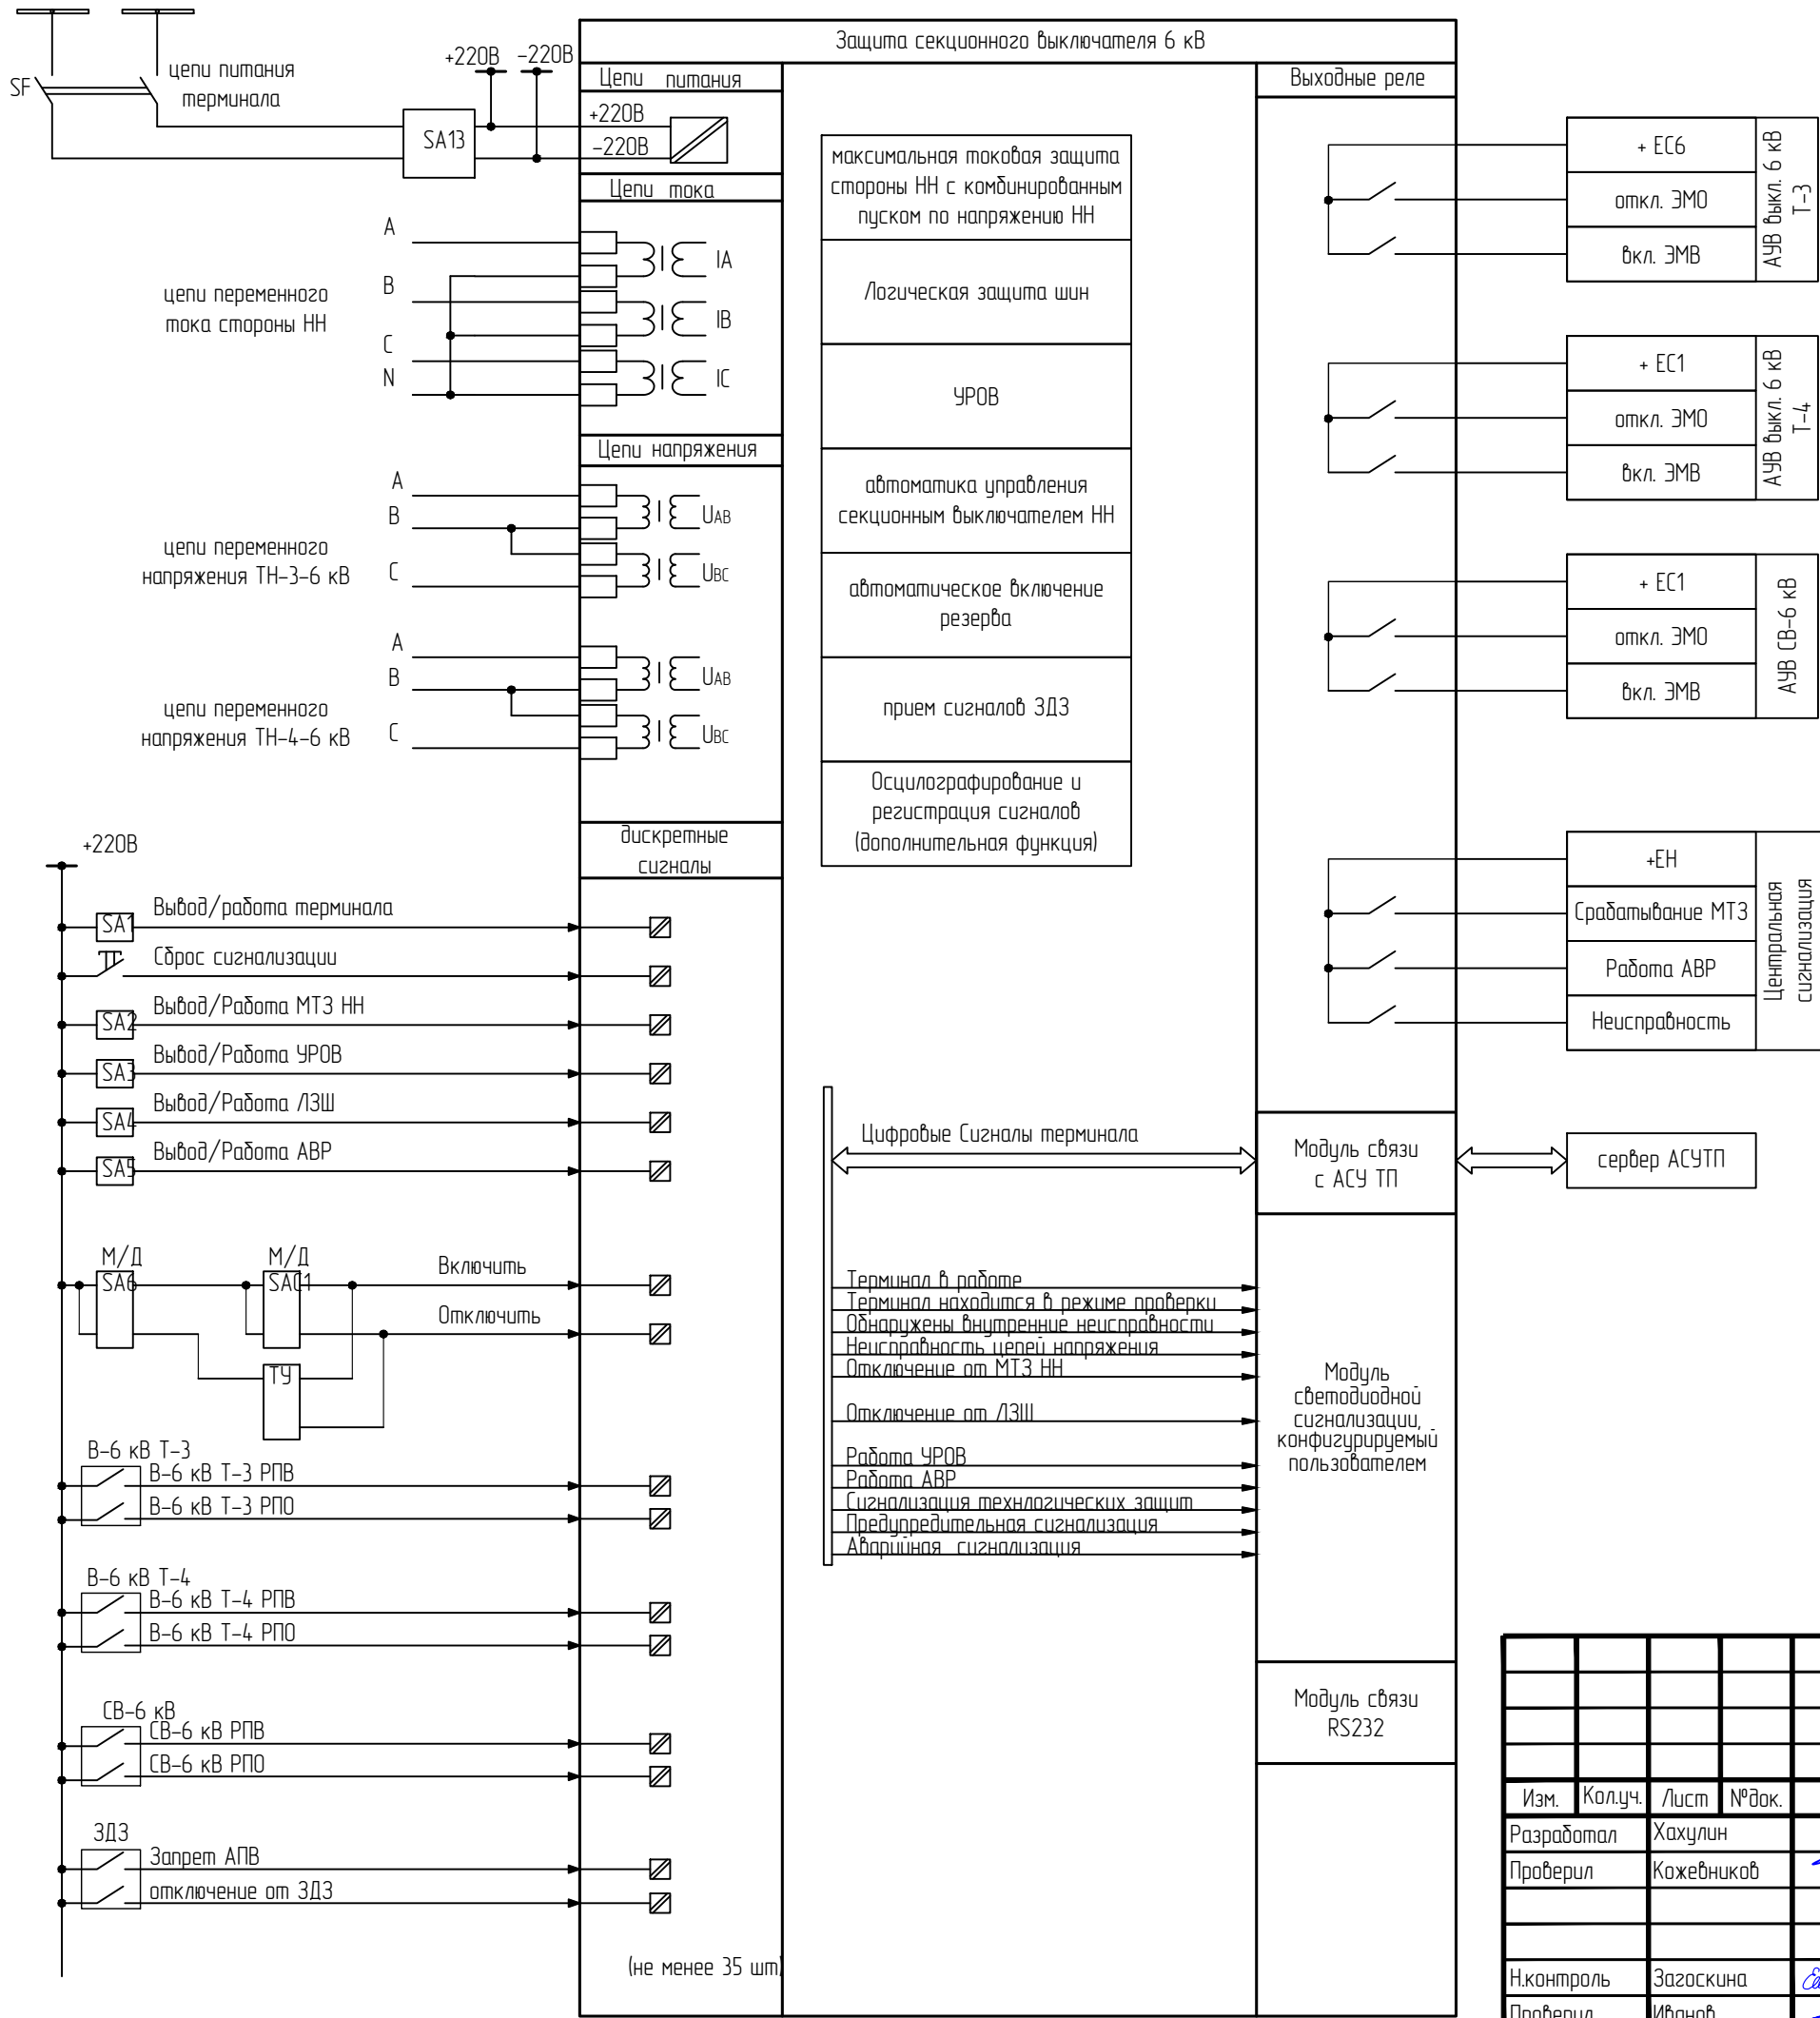 Защита секционного выключателя 6 кВ
Цепи питания
Выходные реле
SF
цепи питания
терминала
SA13
+220В
-220В
+220В
-220В
Цепи тока
A
B
C
N
цепи переменного
тока стороны НН
IA
IB
IC
Цепи напряжения
A
B
C
цепи переменного
напряжения ТН-3-6 кВ
UAB
UBC
A
B
C
цепи переменного
напряжения ТН-4-6 кВ
UAB
UBC
дискретные
сигналы
+220В
SA1
Вывод/работа терминала
Сброс сигнализации
SA2
Вывод/Работа МТЗ НН
SA3
Вывод/Работа УРОВ
SA4
Вывод/Работа ЛЗШ
SA5
Вывод/Работа АВР
М/Д
SA6
М/Д
SAC1
Включить
Отключить
ТУ
В-6 кВ Т-3
В-6 кВ Т-3 РПВ
В-6 кВ Т-3 РПО
В-6 кВ Т-4
В-6 кВ Т-4 РПВ
В-6 кВ Т-4 РПО
СВ-6 кВ
СВ-6 кВ РПВ
СВ-6 кВ РПО
ЗДЗ
Запрет АПВ
отключение от ЗДЗ
(не менее 35 шт)
максимальная токовая защита
стороны НН с комбинированным
пуском по напряжению НН
Логическая защита шин
УРОВ
автоматика управления
секционным выключателем НН
автоматическое включение
резерва
прием сигналов ЗДЗ
Осцилографирование и
регистрация сигналов
(дополнительная функция)
Цифровые Сигналы терминала
Терминал в работе
Терминал находится в режиме проверки
Обнаружены внутренние неисправности
Неисправность цепей напряжения
Отключение от МТЗ НН
Отключение от ЛЗШ
Работа УРОВ
Работа АВР
Сигнализация технлогических защит
Предупредительная сигнализация
Аварийная сигнализация
Модуль связи
с АСУ ТП
Модуль
светодиодной
сигнализации,
конфигурируемый
пользователем
Модуль связи
RS232
+ EC6
откл. ЭМО
вкл. ЭМВ
АУВ выкл. 6 кВ
Т-3
+ EC1
откл. ЭМО
вкл. ЭМВ
АУВ выкл. 6 кВ
Т-4
+ EC1
откл. ЭМО
вкл. ЭМВ
АУВ СВ-6 кВ
+EH
Срабатывание МТЗ
Работа АВР
Неисправность
Центральная
сигнализация
сервер АСУТП
Изм. Кол.уч. Лист №док.
Разработал Хахулин
Проверил Кожевников
Н.контроль Загоскина
Проверил Иванов